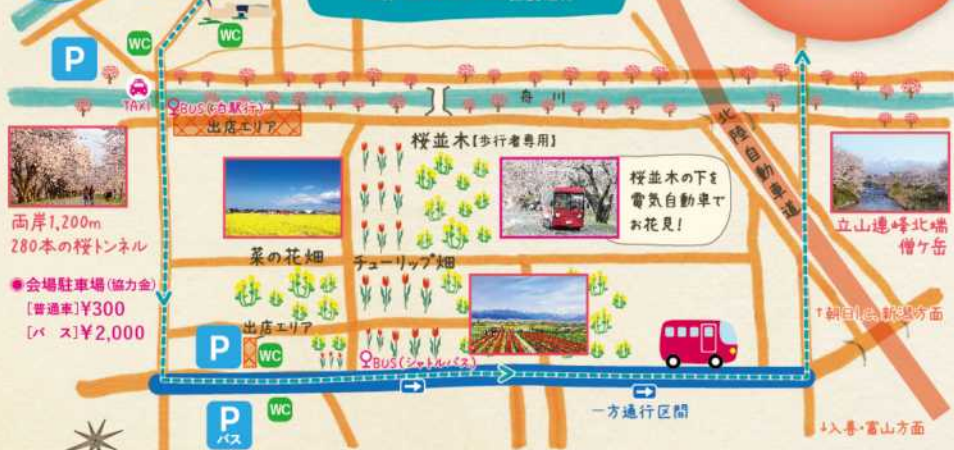 WC
WC
P
TAXI
BUS(泊駅行)
出店エリア
舟川
桜並木[歩行者専用]
北陸自動車道
桜並木の下を
電気自動車で
お花見!
両岸1,200m
280本の桜トンネル
立山連峰北端
僧ケ岳
菜の花畑
チューリップ畑
●会場駐車場(協力金)
[普通車]¥300
[バス]¥2,000
出店エリア
P
WC
BUS(シャトルバス)
↑朝日I.C.新潟方面
P
バス
WC
一方通行区間
↓入善・富山方面